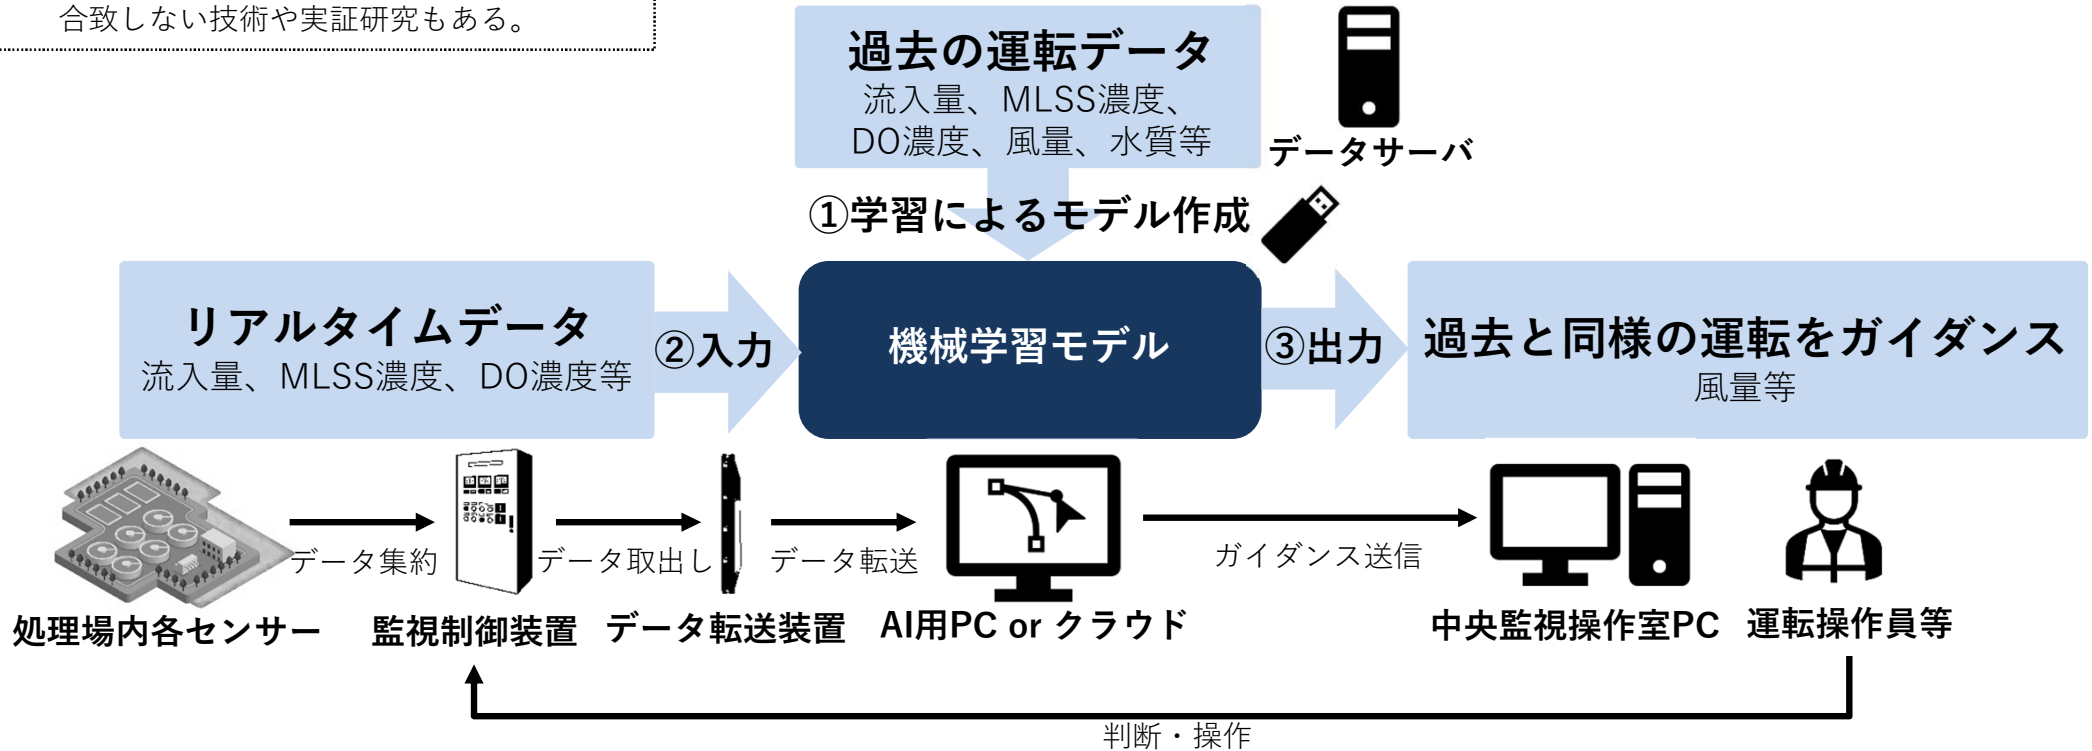 合致しない技術や実証研究もある。
過去の運転データ
流入量、MLSS濃度、
DO濃度、風量、水質等
データサーバ
①学習によるモデル作成
リアルタイムデータ
流入量、MLSS濃度、DO濃度等
②入力
機械学習モデル
③出力
過去と同様の運転をガイダンス
風量等
データ集約
データ取出し
データ転送
ガイダンス送信
処理場内各センサー
監視制御装置
データ転送装置
AI用PC or クラウド
中央監視操作室PC
運転操作員等
判断・操作